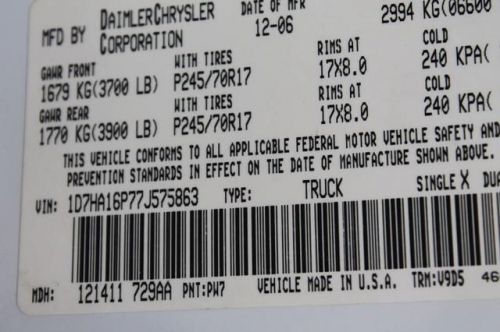 MFD BY DAIMLERCHRYSLER CORPORATION DATE OF MFR 12-06 2994 KG(06600
GAWR FRONT WITH TIRES RIMS AT COLD
1679 KG(3700 LB) P245/70R17 17X8.0 240 KPA(
GAWR REAR WITH TIRES RIMS AT COLD
1770 KG(3900 LB) P245/70R17 17X8.0 240 KPA(
THIS VEHICLE CONFORMS TO ALL APPLICABLE FEDERAL MOTOR VEHICLE SAFETY AND
PREVENTION STANDARDS IN EFFECT ON THE DATE OF MANUFACTURE SHOWN ABOVE.
VIN: 1D7HA16P77J575863 TYPE: TRUCK SINGLE X DUA
MDH: 121411 729AA PNT:PW7 VEHICLE MADE IN U.S.A. TRM:V9D5 46